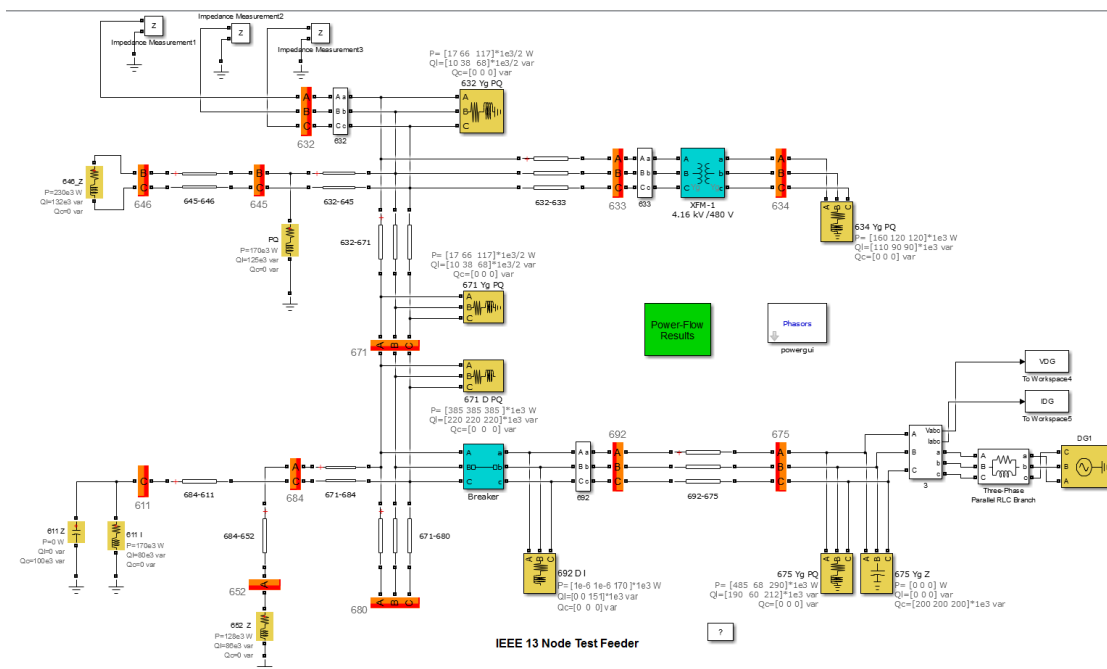 Impedance Measurement2
Z
Impedance Measurement1
Z
Z
Impedance Measurement3
P= [17 66 117]*1e3/2 W
Ql=[10 38 68]*1e3/2 var
Qc=[0 0 0] var
632 Yg PQ
A
B
C
632
A a
B b
C c
632
A
B
C
646_Z
P=230e3 W
Ql=132e3 var
Qc=0 var
B
C
646
645-646
B
C
645
632-645
PQ
P=170e3 W
Ql=125e3 var
Qc=0 var
632-633
A
B
C
633
A a
B b
C c
633
A
B
C
a
b
c
XFM-1
4.16 kV /480 V
A
B
C
634
A B C
634 Yg PQ
P= [160 120 120]*1e3 W
Ql=[110 90 90]*1e3 var
Qc=[0 0 0] var
632-671
P= [17 66 117]*1e3/2 W
Ql=[10 38 68]*1e3/2 var
Qc=[0 0 0] var
671 Yg PQ
A
B
C
671
A B C
A
B
C
671 D PQ
P= [385 385 385 ]*1e3 W
Ql=[220 220 220]*1e3 var
Qc=[0 0 0] var
Power-Flow
Results
Phasors
powergui
VDG
To Workspace4
IDG
To Workspace5
C
611
684-611
A
C
684
671-684
A
B
C
a
b
c
Breaker
A a
B b
C c
692
692
A
B
C
692-675
675
A
B
C
A
B
C
Vabc
Iabc
a
b
c
3
A
B
C
a
b
c
Three-Phase
Parallel RLC Branch
DG1
C
B
A
611 Z
P=0 W
Ql=0 var
Qc=100e3 var
611 I
P=170e3 W
Ql=80e3 var
Qc=0 var
684-652
A
652
652 Z
P=128e3 W
Ql=86e3 var
Qc=0 var
671-680
A B C
680
A B C
692 D I
P= [1e-6 1e-6 170 ]*1e3 W
Ql=[0 0 151]*1e3 var
Qc=[0 0 0] var
A B C
675 Yg PQ
P= [485 68 290]*1e3 W
Ql=[190 60 212]*1e3 var
Qc=[0 0 0] var
A B C
675 Yg Z
P= [0 0 0] W
Ql=[0 0 0] var
Qc=[200 200 200]*1e3 var
?
IEEE 13 Node Test Feeder